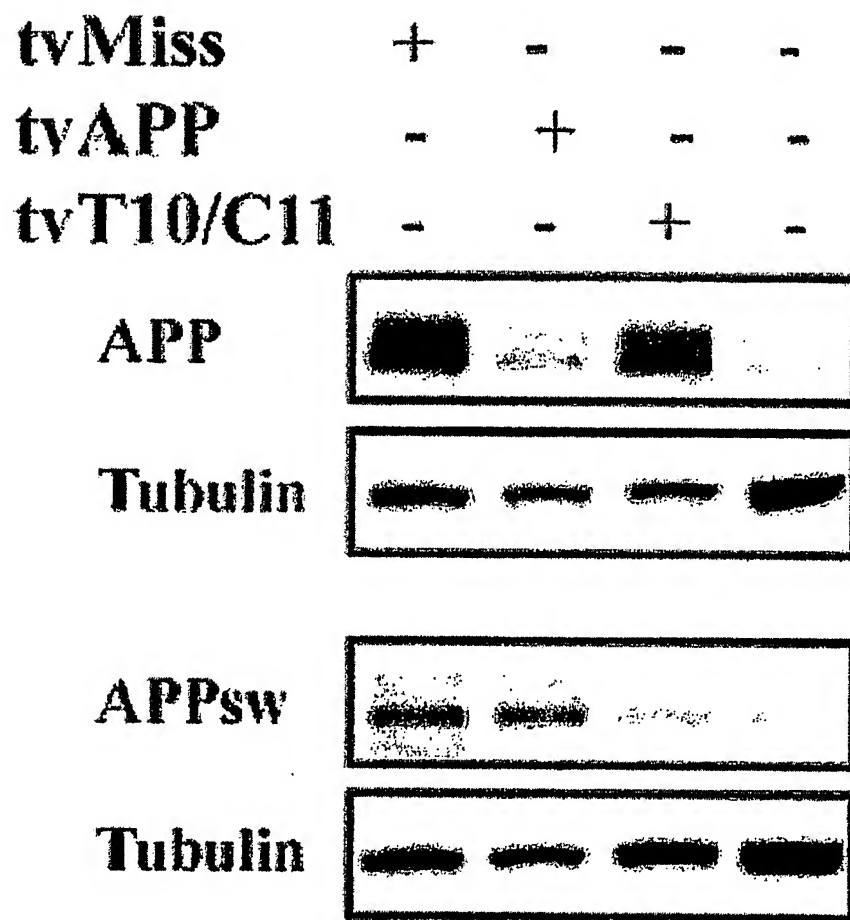 tvMiss + - - -
tvAPP - + - -
tvT10/C11 - - + -
APP
Tubulin
APPsw
Tubulin